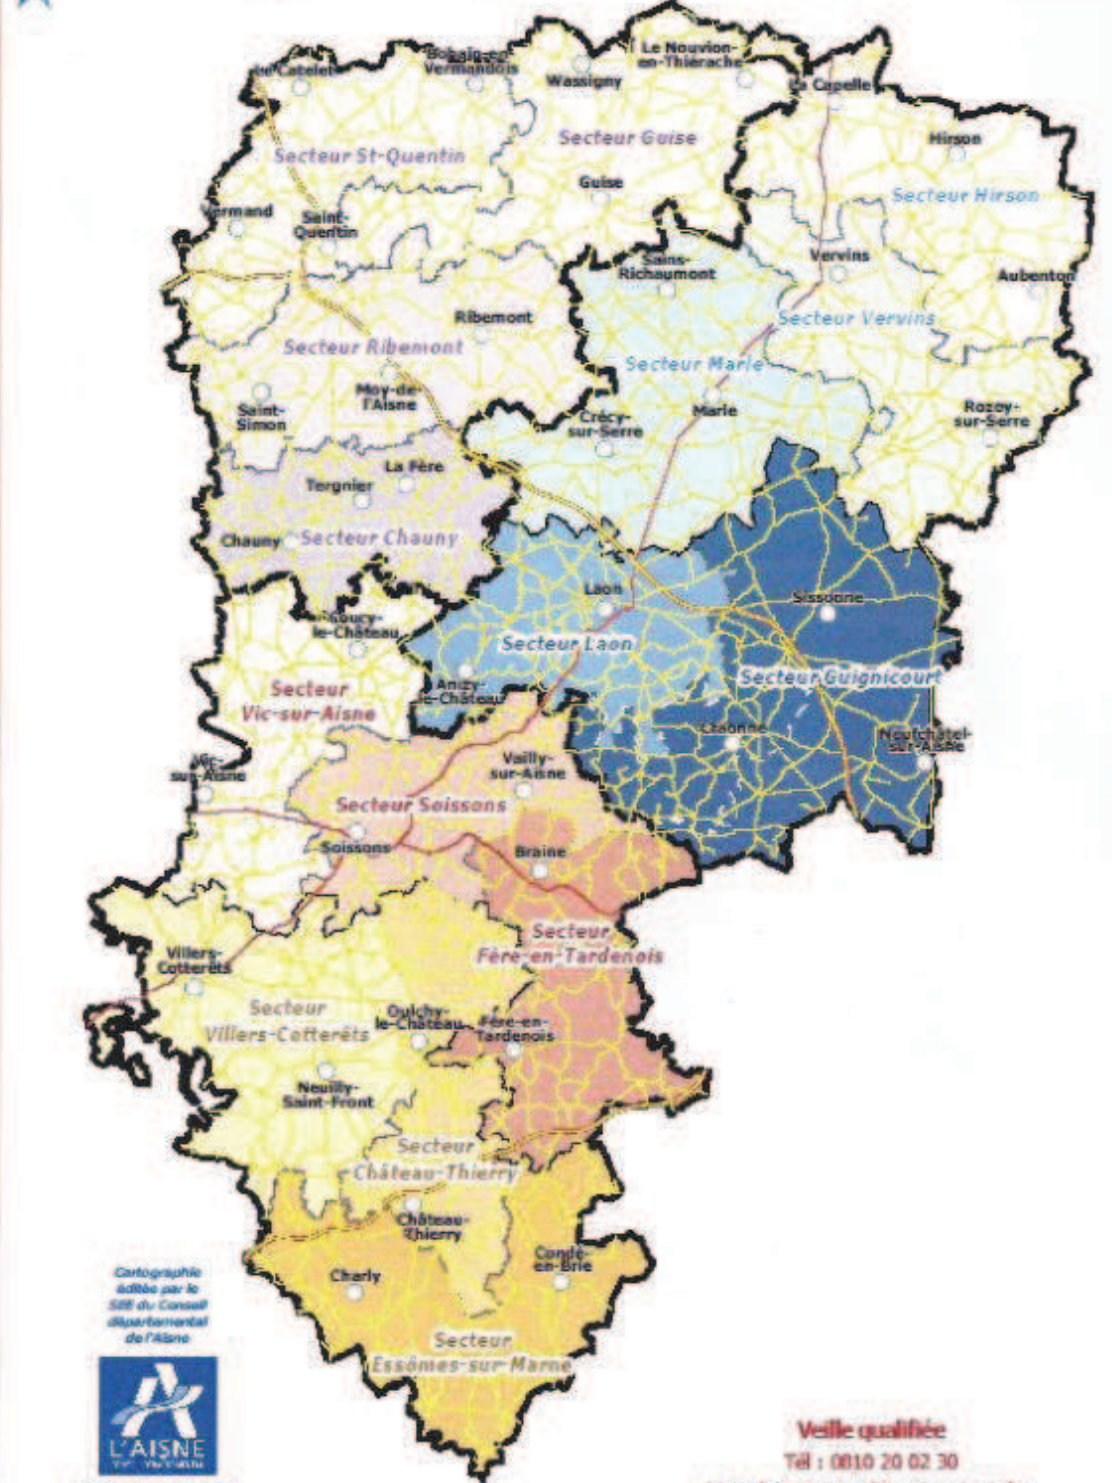 Le Catelet
Bohain-en-
Vermandois
Wassigny
Le Nouvion-
en-Thiérache
La Capelle
Hirson
Secteur St-Quentin
Secteur Guise
Guise
Secteur Hirson
Vermand
Saint-
Quentin
Sains-
Richaumont
Vervins
Aubenton
Ribemont
Secteur Vervins
Secteur Ribemont
Secteur Marle
Moy-de-
l'Aisne
Saint-
Simon
Crécy-
sur-Serre
Marle
Rozoy-
sur-Serre
La Fère
Tergnier
Chauny
Secteur Chauny
Laon
Sissonne
Coucy-
le-Château
Secteur Laon
Secteur Guignicourt
Anizy-
le-Château
Secteur
Vic-sur-Aisne
Craonne
Neufchâtel-
sur-Aisne
Vic-
sur-Aisne
Vailly-
sur-Aisne
Secteur Soissons
Soissons
Braine
Secteur
Fère-en-Tardenois
Villers-
Cotterêts
Secteur
Villers-Cotterêts
Oulchy-
le-Château
Fère-en-
Tardenois
Neuilly-
Saint-Front
Secteur
Château-Thierry
Château-
Thierry
Charly
Condé-
en-Brie
Secteur
Essômes-sur-Marne
Cartographie
éditée par le
du Conseil
départemental
de l'Aisne
L'AISNE
Veille qualifiée
Tél : 0810 20 02 30